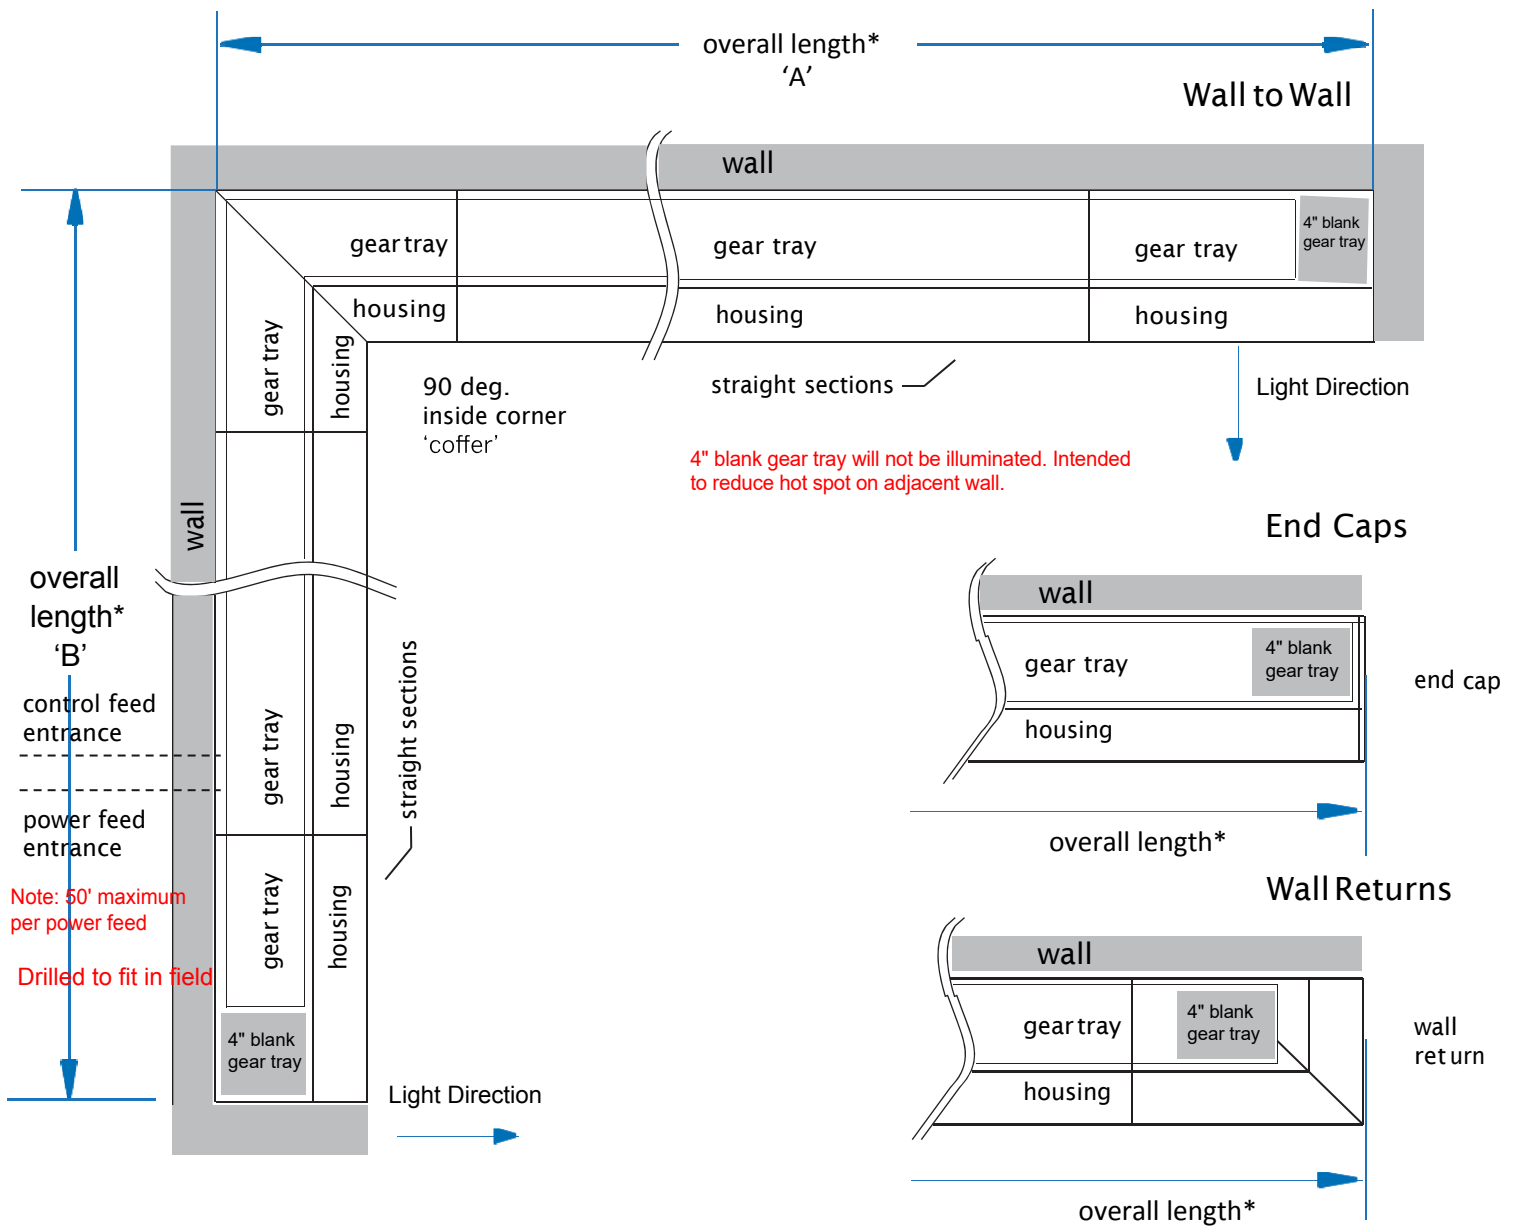 overall length*
‘A’
Wall to Wall
wall
4" blank
gear tray
gear tray
gear tray
gear tray
housing
housing
housing
gear tray
housing
90 deg.
inside corner
‘coffer’
straight sections
Light Direction
4" blank gear tray will not be illuminated. Intended
to reduce hot spot on adjacent wall.
wall
overall
length*
‘B’
control feed
entrance
power feed
entrance
Note: 50' maximum
per power feed
Drilled to fit in field
gear tray
housing
straight sections
gear tray
housing
4" blank
gear tray
Light Direction
End Caps
wall
gear tray
4" blank
gear tray
housing
end cap
overall length*
Wall Returns
wall
gear tray
4" blank
gear tray
housing
wall
return
overall length*